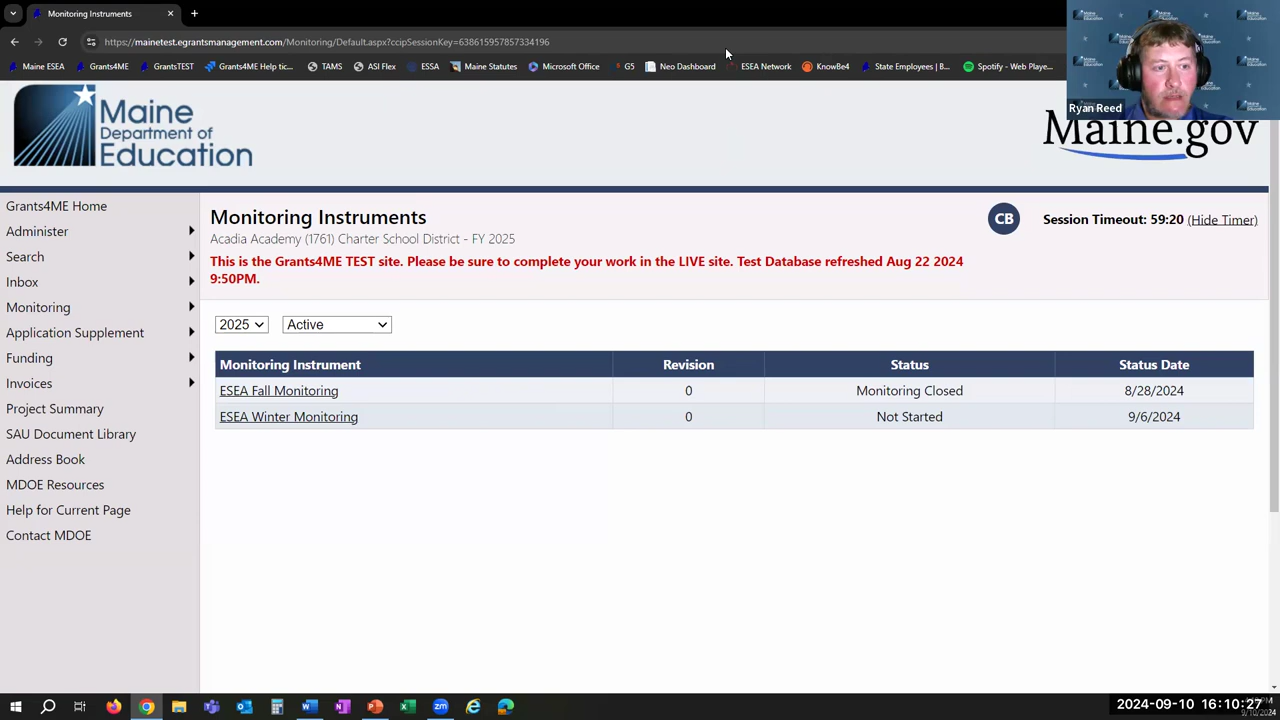 Monitoring Instruments
https://mainetest.egrantsmanagement.com/Monitoring/Default.aspx?ccipSessionKey=638615957857334196
Maine ESEA
Grants4ME
GrantsTEST
Grants4ME Help tic...
TAMS
ASI Flex
ESSA
Maine Statutes
Microsoft Office
G5
Neo Dashboard
ESEA Network
KnowBe4
State Employees | B...
Spotify - Web Playe...
Ryan Reed
Maine
Department of
Education
Maine.gov
Grants4ME Home
Administer
Search
Inbox
Monitoring
Application Supplement
Funding
Invoices
Project Summary
SAU Document Library
Address Book
MDOE Resources
Help for Current Page
Contact MDOE
Monitoring Instruments
CB
Session Timeout: 59:20 (Hide Timer)
Acadia Academy (1761) Charter School District - FY 2025
This is the Grants4ME TEST site. Please be sure to complete your work in the LIVE site. Test Database refreshed Aug 22 2024
9:50PM.
2025
Active
Monitoring Instrument Revision Status Status Date
ESEA Fall Monitoring 0 Monitoring Closed 8/28/2024
ESEA Winter Monitoring 0 Not Started 9/6/2024
2024-09-10 16:10:27